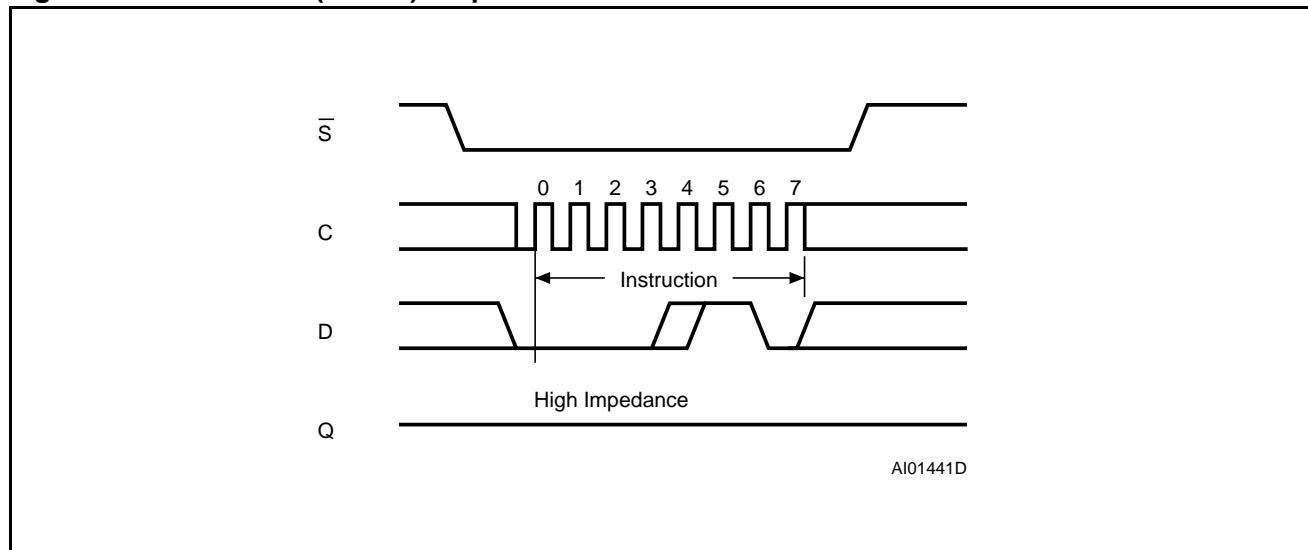 S̅
0 1 2 3 4 5 6 7
C
Instruction
D
High Impedance
Q
AI01441D